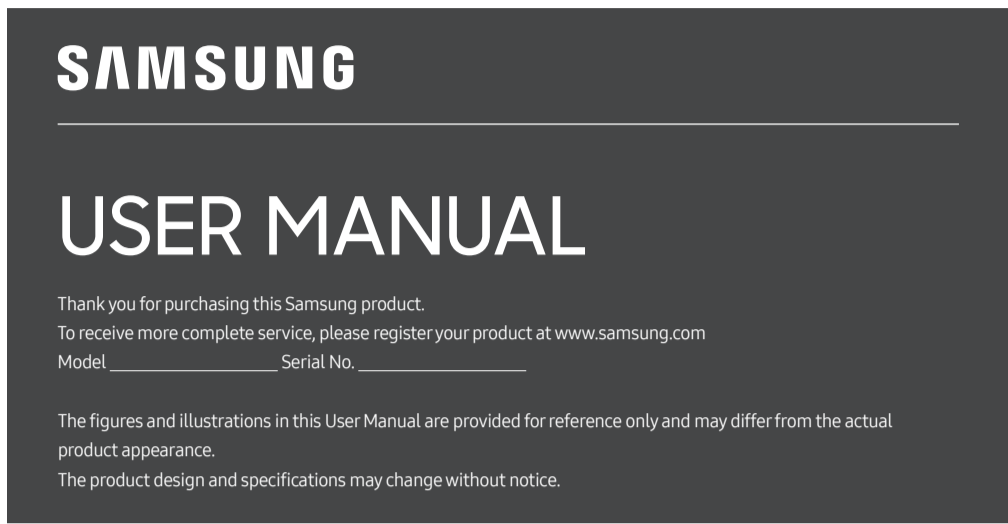 SAMSUNG
USER MANUAL
Thank you for purchasing this Samsung product.
To receive more complete service, please register your product at www.samsung.com
Model ________________ Serial No. ________________
The figures and illustrations in this User Manual are provided for reference only and may differ from the actual
product appearance.
The product design and specifications may change without notice.